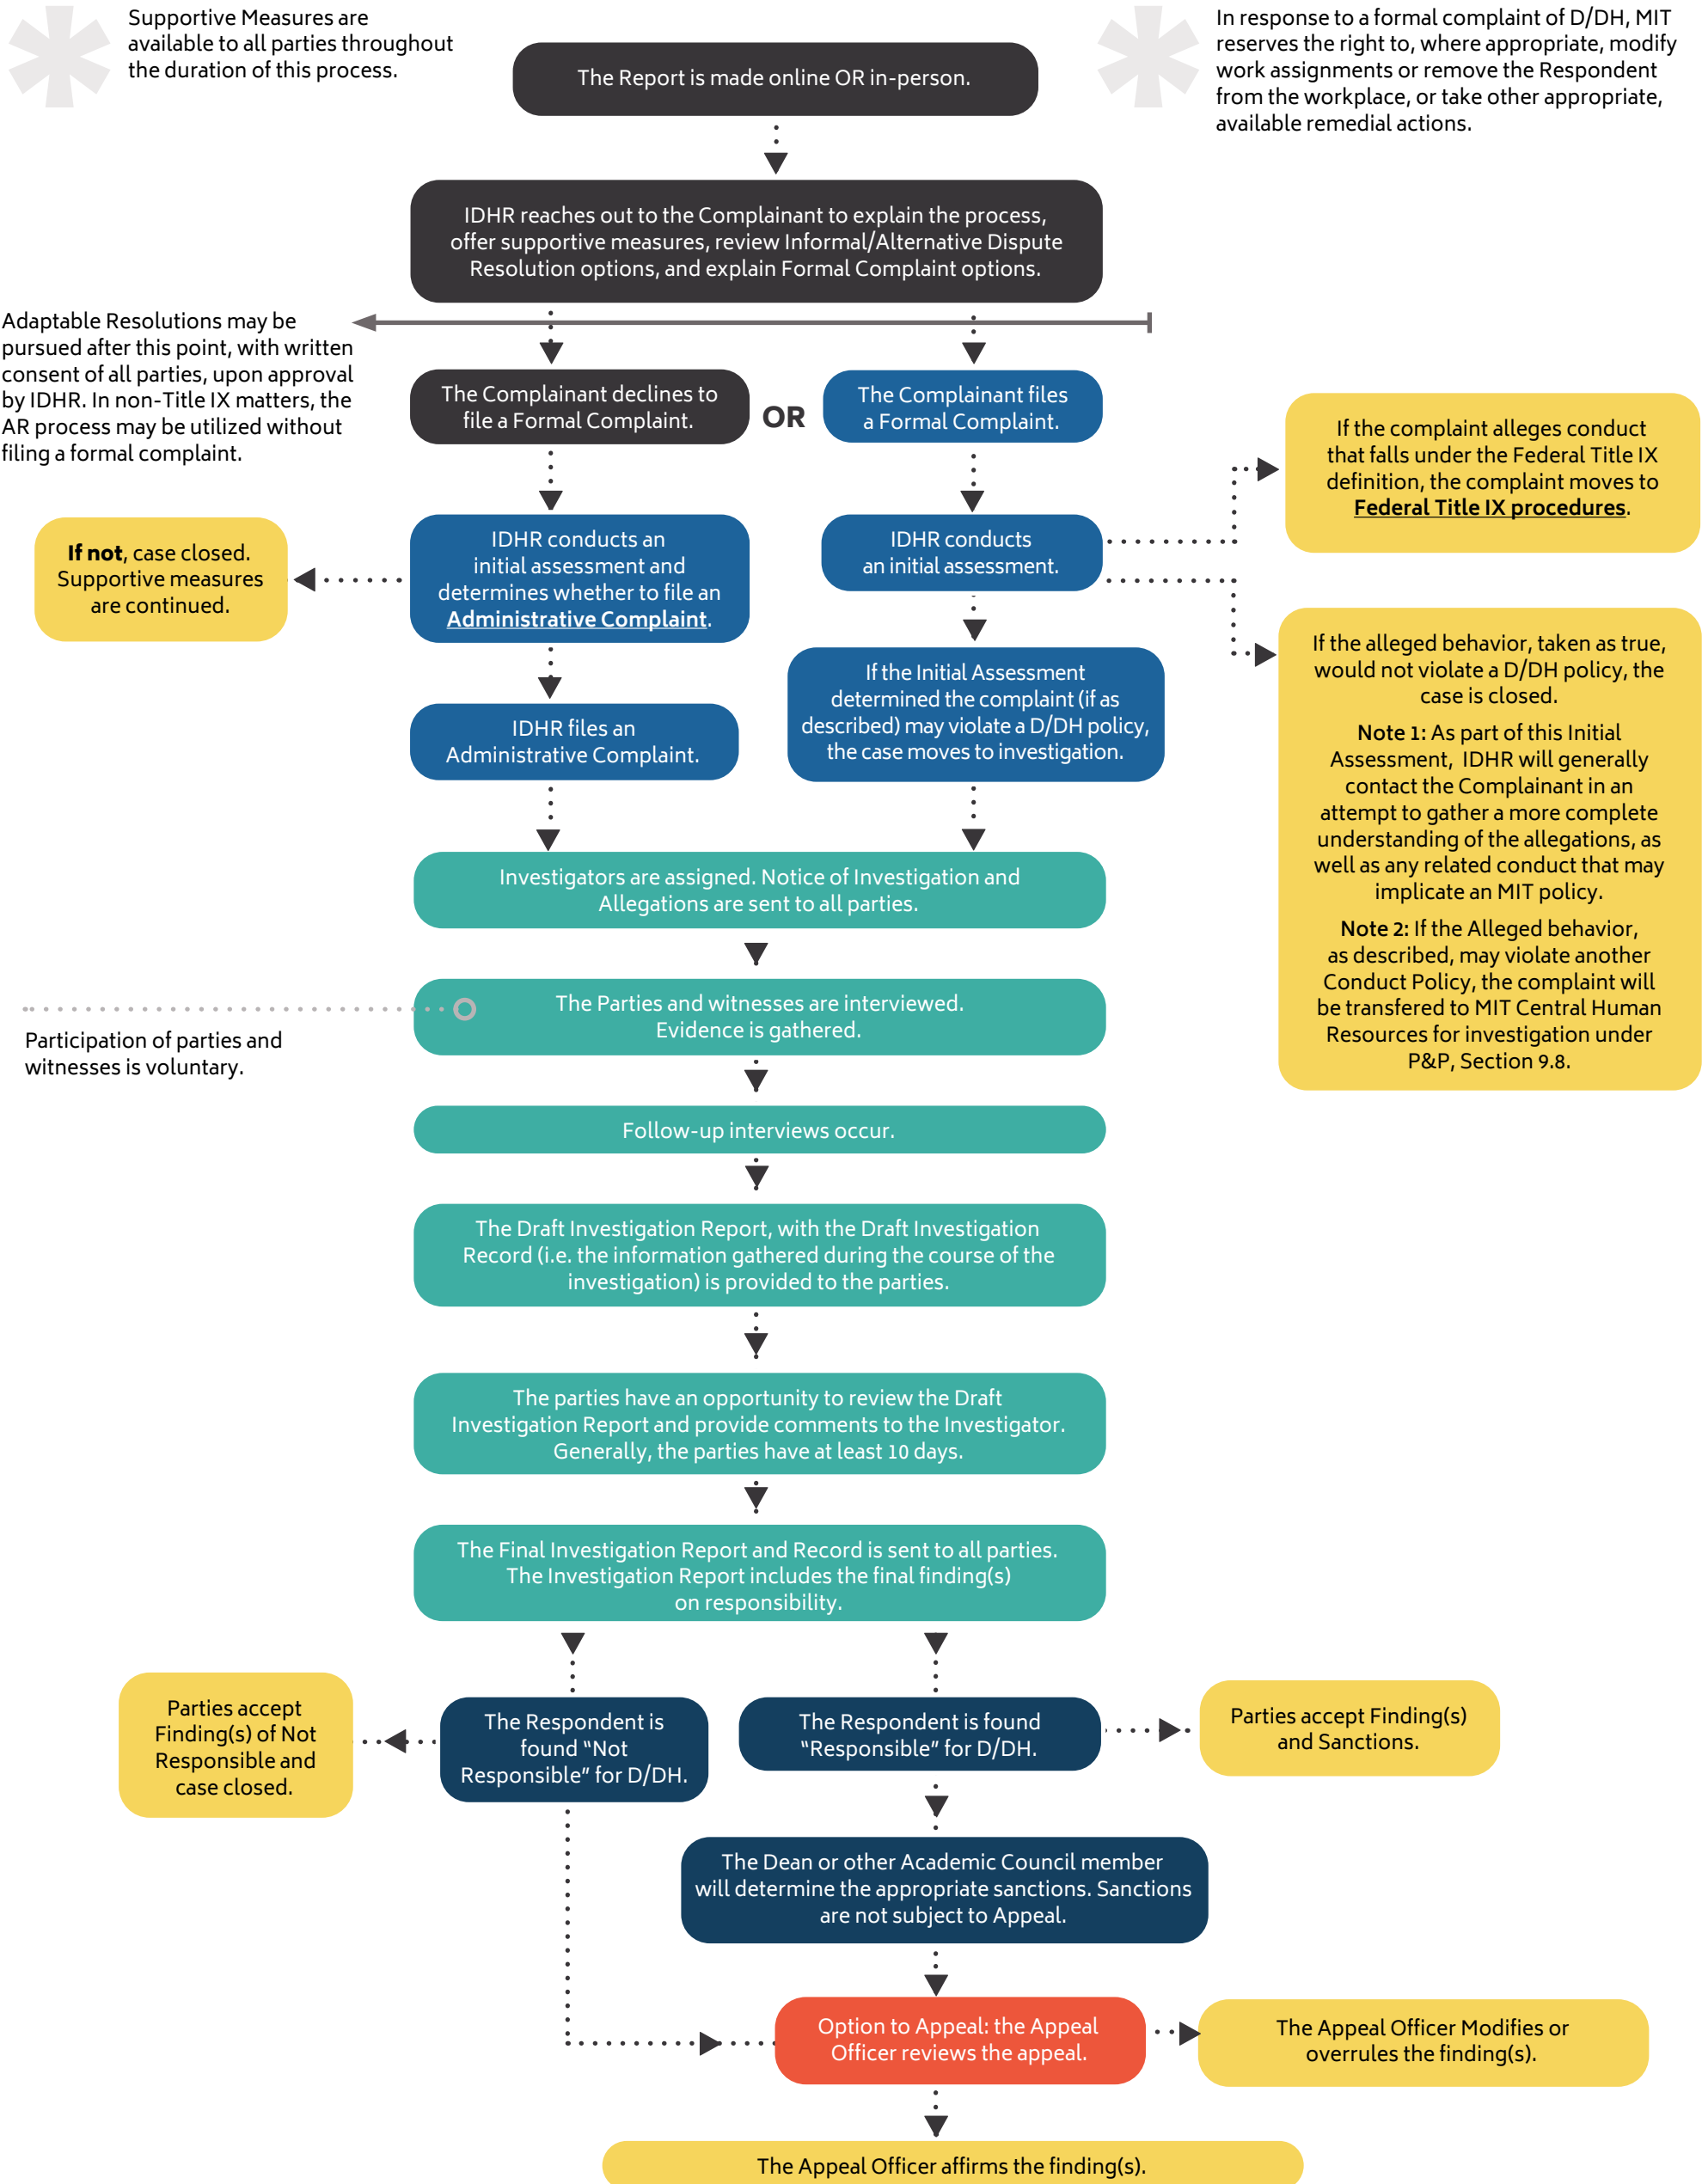 Supportive Measures are
available to all parties throughout
the duration of this process.
The Report is made online OR in-person.
In response to a formal complaint of D/DH, MIT
reserves the right to, where appropriate, modify
work assignments or remove the Respondent
from the workplace, or take other appropriate,
available remedial actions.
IDHR reaches out to the Complainant to explain the process,
offer supportive measures, review Informal/Alternative Dispute
Resolution options, and explain Formal Complaint options.
Adaptable Resolutions may be
pursued after this point, with written
consent of all parties, upon approval
by IDHR. In non-Title IX matters, the
AR process may be utilized without
filing a formal complaint.
The Complainant declines to
file a Formal Complaint.
OR
The Complainant files
a Formal Complaint.
If the complaint alleges conduct
that falls under the Federal Title IX
definition, the complaint moves to
Federal Title IX procedures.
If not, case closed.
Supportive measures
are continued.
IDHR conducts an
initial assessment and
determines whether to file an
Administrative Complaint.
IDHR conducts
an initial assessment.
If the alleged behavior, taken as true,
would not violate a D/DH policy, the
case is closed.
Note 1: As part of this Initial
Assessment, IDHR will generally
contact the Complainant in an
attempt to gather a more complete
understanding of the allegations, as
well as any related conduct that may
implicate an MIT policy.
Note 2: If the Alleged behavior,
as described, may violate another
Conduct Policy, the complaint will
be transfered to MIT Central Human
Resources for investigation under
P&P, Section 9.8.
IDHR files an
Administrative Complaint.
If the Initial Assessment
determined the complaint (if as
described) may violate a D/DH policy,
the case moves to investigation.
Investigators are assigned. Notice of Investigation and
Allegations are sent to all parties.
The Parties and witnesses are interviewed.
Evidence is gathered.
Participation of parties and
witnesses is voluntary.
Follow-up interviews occur.
The Draft Investigation Report, with the Draft Investigation
Record (i.e. the information gathered during the course of the
investigation) is provided to the parties.
The parties have an opportunity to review the Draft
Investigation Report and provide comments to the Investigator.
Generally, the parties have at least 10 days.
The Final Investigation Report and Record is sent to all parties.
The Investigation Report includes the final finding(s)
on responsibility.
Parties accept
Finding(s) of Not
Responsible and
case closed.
The Respondent is
found “Not
Responsible” for D/DH.
The Respondent is found
“Responsible” for D/DH.
Parties accept Finding(s)
and Sanctions.
The Dean or other Academic Council member
will determine the appropriate sanctions. Sanctions
are not subject to Appeal.
Option to Appeal: the Appeal
Officer reviews the appeal.
The Appeal Officer Modifies or
overrules the finding(s).
The Appeal Officer affirms the finding(s).